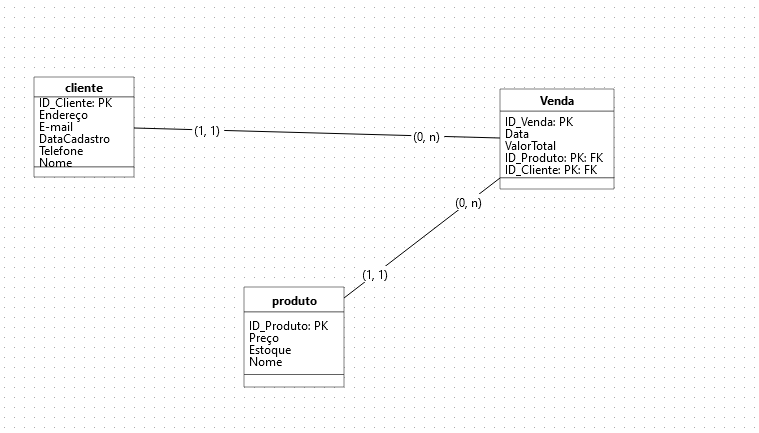 cliente
ID_Cliente: PK
Endereço
E-mail
DataCadastro
Telefone
Nome
(1, 1)
(0, n)
Venda
ID_Venda: PK
Data
ValorTotal
ID_Produto: PK: FK
ID_Cliente: PK: FK
(0, n)
(1, 1)
produto
ID_Produto: PK
Preço
Estoque
Nome